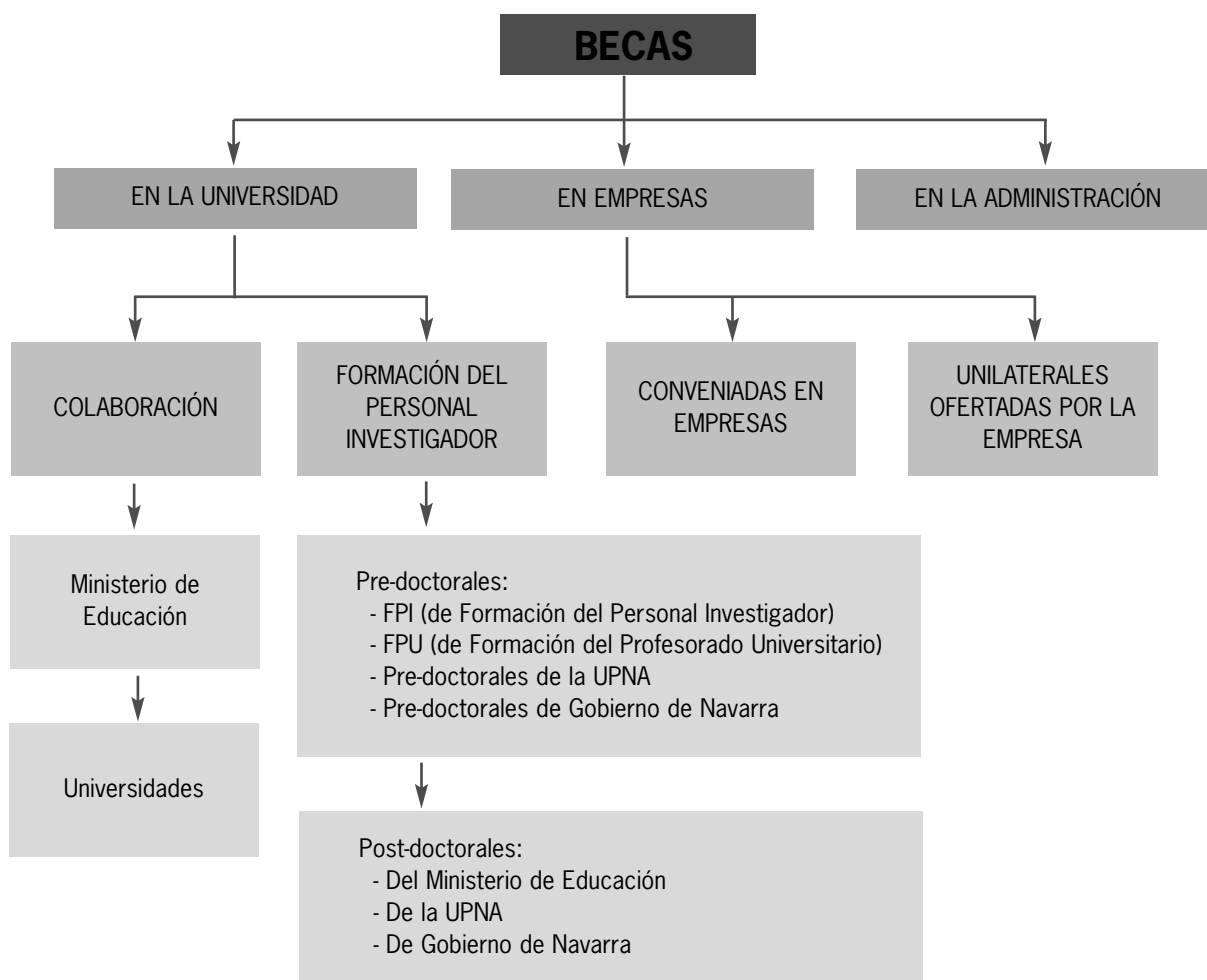 BECAS
EN LA UNIVERSIDAD
EN EMPRESAS
EN LA ADMINISTRACIÓN
COLABORACIÓN
FORMACIÓN DEL
PERSONAL
INVESTIGADOR
CONVENIADAS EN
EMPRESAS
UNILATERALES
OFERTADAS POR LA
EMPRESA
Ministerio de
Educación
Universidades
Pre-doctorales:
- FPI (de Formación del Personal Investigador)
- FPU (de Formación del Profesorado Universitario)
- Pre-doctorales de la UPNA
- Pre-doctorales de Gobierno de Navarra
Post-doctorales:
- Del Ministerio de Educación
- De la UPNA
- De Gobierno de Navarra